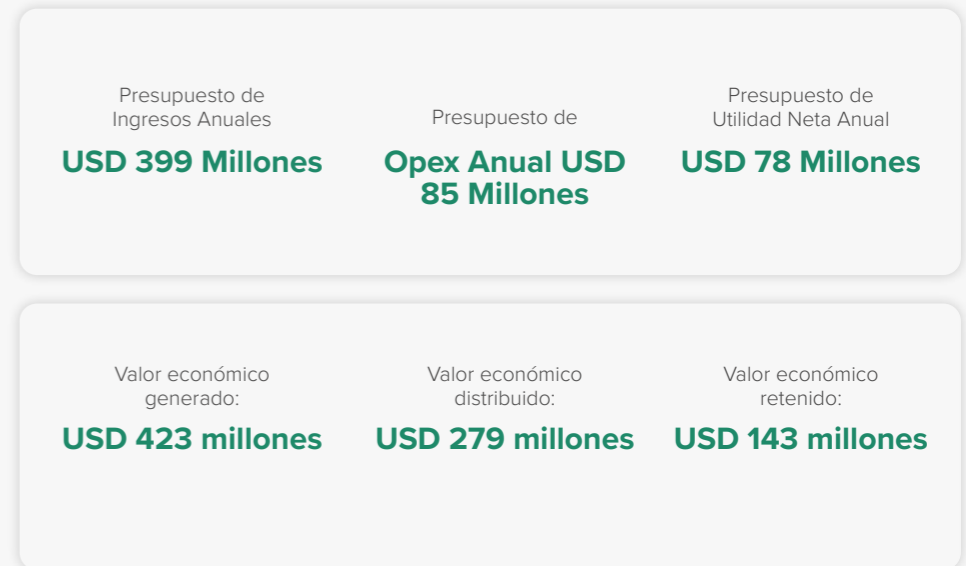 Presupuesto de
Ingresos Anuales
USD 399 Millones
Presupuesto de
Opex Anual USD
85 Millones
Presupuesto de
Utilidad Neta Anual
USD 78 Millones
Valor económico
generado:
USD 423 millones
Valor económico
distribuido:
USD 279 millones
Valor económico
retenido:
USD 143 millones